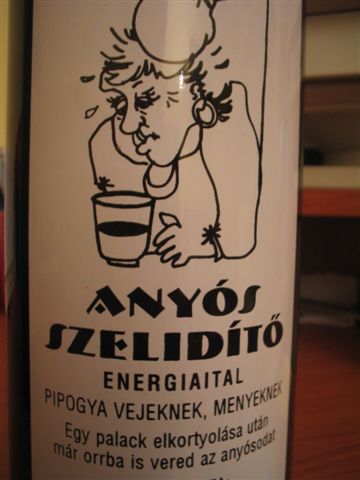 ANYÓS
SZELIDÍTŐ
ENERGIAITAL
PIPOGYA VEJEKNEK, MENYEKNEK
Egy palack elkortyolása után
már orrba is vered az anyósodat